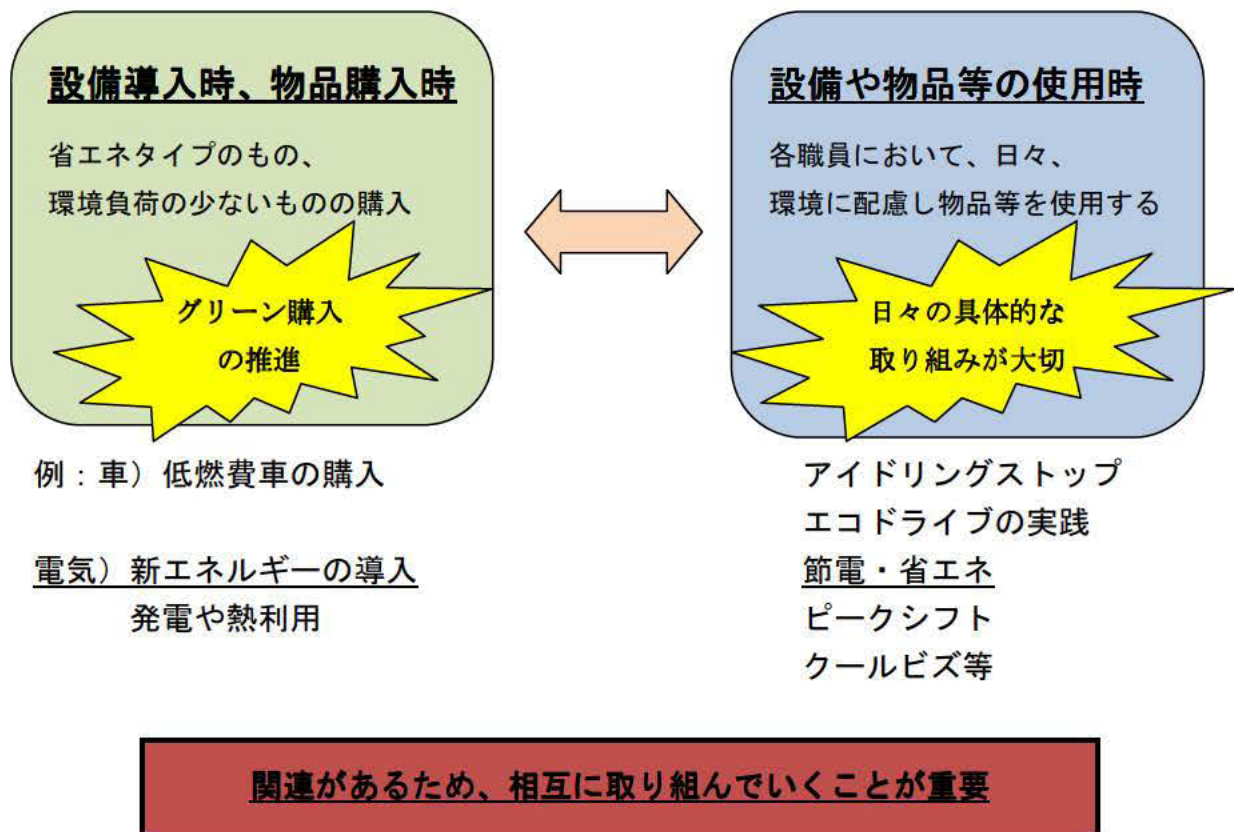 設備導入時、物品購入時
省エネタイプのもの、
環境負荷の少ないものの購入
グリーン購入
の推進
例：車）低燃費車の購入
電気）新エネルギーの導入
発電や熱利用
設備や物品等の使用時
各職員において、日々、
環境に配慮し物品等を使用する
日々の具体的な
取り組みが大切
アイドリングストップ
エコドライブの実践
節電・省エネ
ピークシフト
クールビズ等
関連があるため、相互に取り組んでいくことが重要